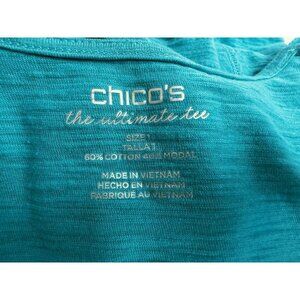 chico's
the ultimate tee
SIZE 1
TALLA 1
60% COTTON 40% MODAL
MADE IN VIETNAM
HECHO EN VIETNAM
FABRIQUÉ AU VIETNAM